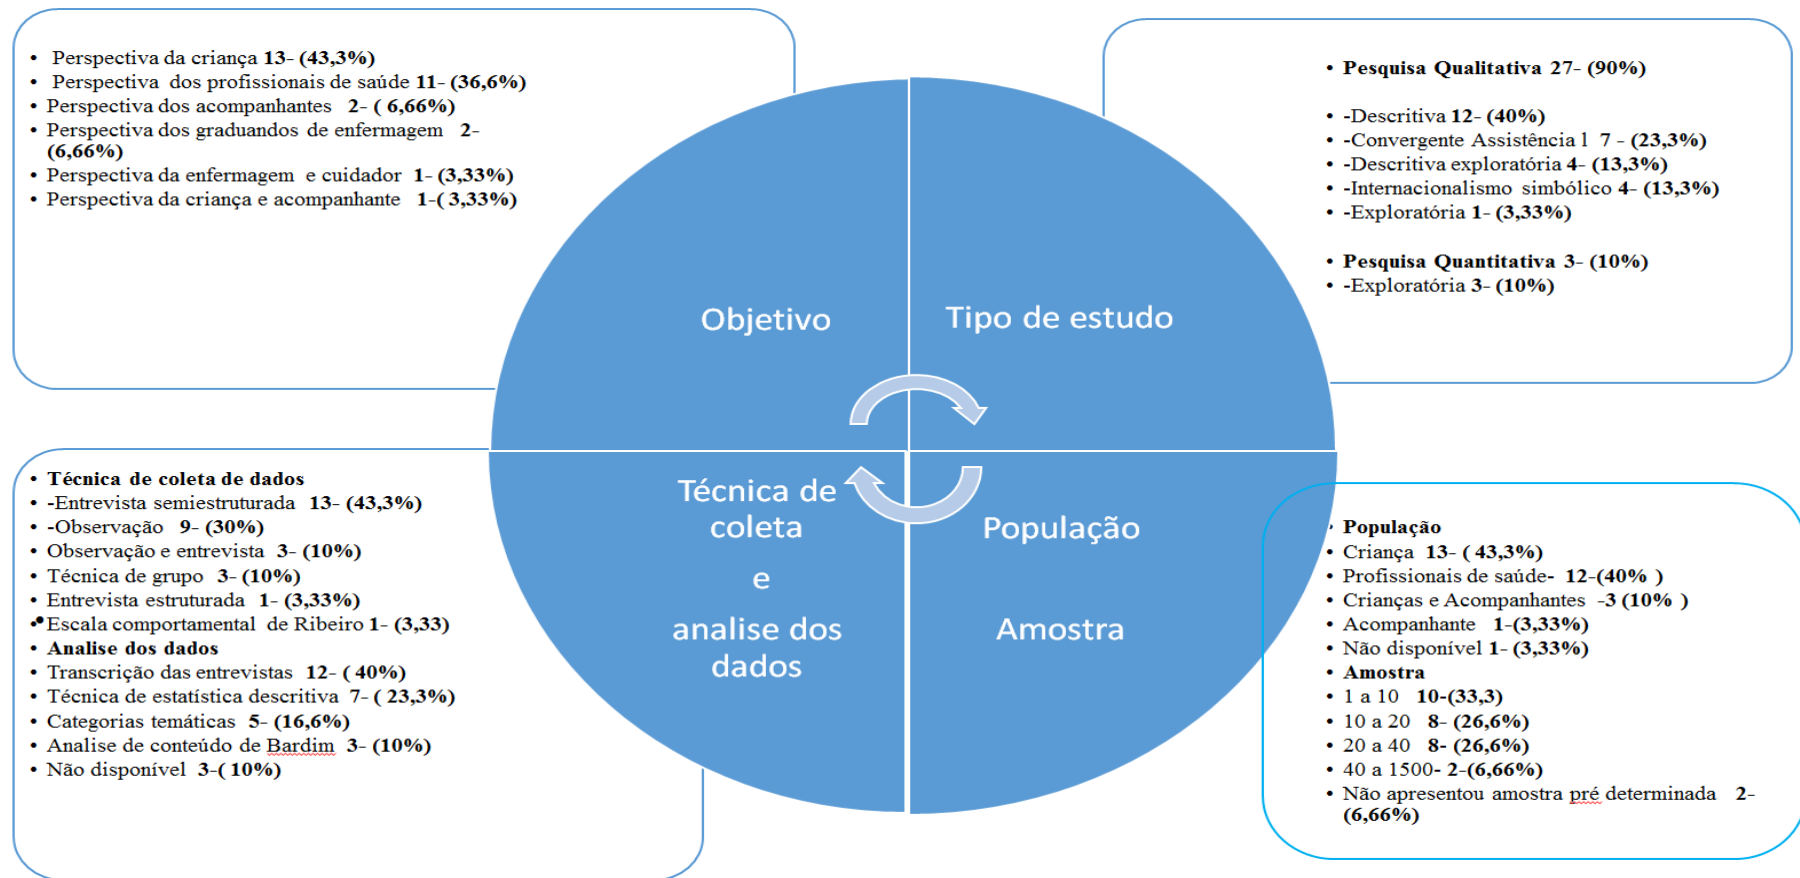 • Perspectiva da criança 13- (43,3%)
• Perspectiva dos profissionais de saúde 11- (36,6%)
• Perspectiva dos acompanhantes 2- ( 6,66%)
• Perspectiva dos graduandos de enfermagem 2-
(6,66%)
• Perspectiva da enfermagem e cuidador 1- (3,33%)
• Perspectiva da criança e acompanhante 1-( 3,33%)
• Pesquisa Qualitativa 27- (90%)
• -Descritiva 12- (40%)
• -Convergente Assistência l 7 - (23,3%)
• -Descritiva exploratória 4- (13,3%)
• -Internacionalismo simbólico 4- (13,3%)
• -Exploratória 1- (3,33%)
• Pesquisa Quantitativa 3- (10%)
• -Exploratória 3- (10%)
Objetivo
Tipo de estudo
Técnica de
coleta
e
analise dos
dados
População
Amostra
• Técnica de coleta de dados
• -Entrevista semiestruturada 13- (43,3%)
• -Observação 9- (30%)
• Observação e entrevista 3- (10%)
• Técnica de grupo 3- (10%)
• Entrevista estruturada 1- (3,33%)
• Escala comportamental de Ribeiro 1- (3,33)
• Analise dos dados
• Transcrição das entrevistas 12- ( 40%)
• Técnica de estatística descritiva 7- ( 23,3%)
• Categorias temáticas 5- (16,6%)
• Analise de conteúdo de Bardim 3- (10%)
• Não disponível 3-( 10%)
• População
• Criança 13- ( 43,3%)
• Profissionais de saúde- 12-(40% )
• Crianças e Acompanhantes -3 (10% )
• Acompanhante 1-(3,33%)
• Não disponível 1- (3,33%)
• Amostra
• 1 a 10 10-(33,3)
• 10 a 20 8- (26,6%)
• 20 a 40 8- (26,6%)
• 40 a 1500- 2-(6,66%)
• Não apresentou amostra pré determinada 2-
(6,66%)